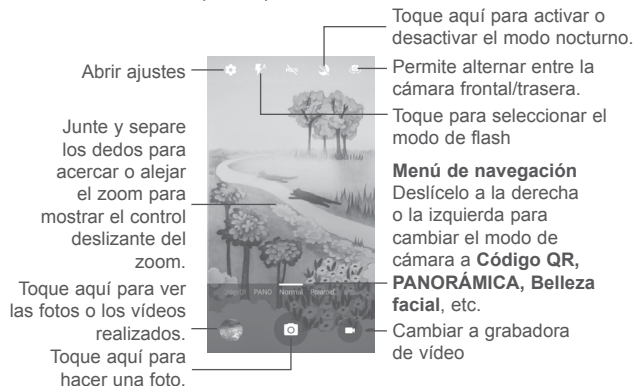 Toque aquí para activar o
desactivar el modo nocturno.
Abrir ajustes
Permite alternar entre la
cámara frontal/trasera.
Toque para seleccionar el
modo de flash
Junte y separe
los dedos para
acercar o alejar
el zoom para
mostrar el control
deslizante del
zoom.
Menú de navegación
Deslícelo a la derecha
o la izquierda para
cambiar el modo de
cámara a Código QR,
PANORÁMICA, Belleza
facial, etc.
PANO Normal
Toque aquí para ver
las fotos o los vídeos
realizados.
Cambiar a grabadora
de vídeo
Toque aquí para
hacer una foto.